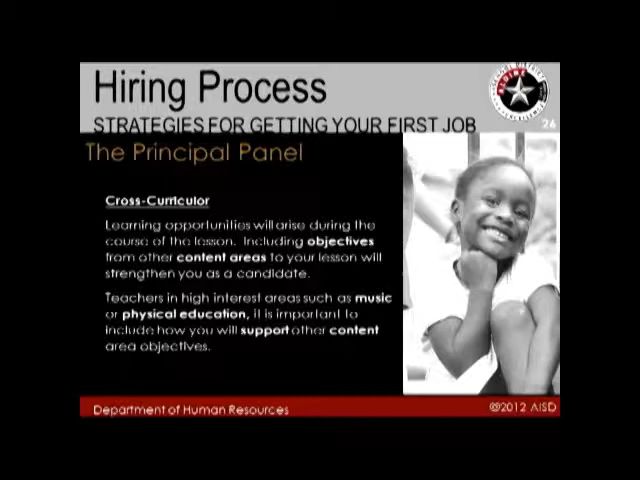 Hiring Process
STRATEGIES FOR GETTING YOUR FIRST JOB
26
The Principal Panel
Cross-Curriculor
Learning opportunities will arise during the
course of the lesson. Including objectives
from other content areas to your lesson will
strengthen you as a candidate.
Teachers in high interest areas such as music
or physical education, it is important to
include how you will support other content
area objectives.
Department of Human Resources
©2012 AISD